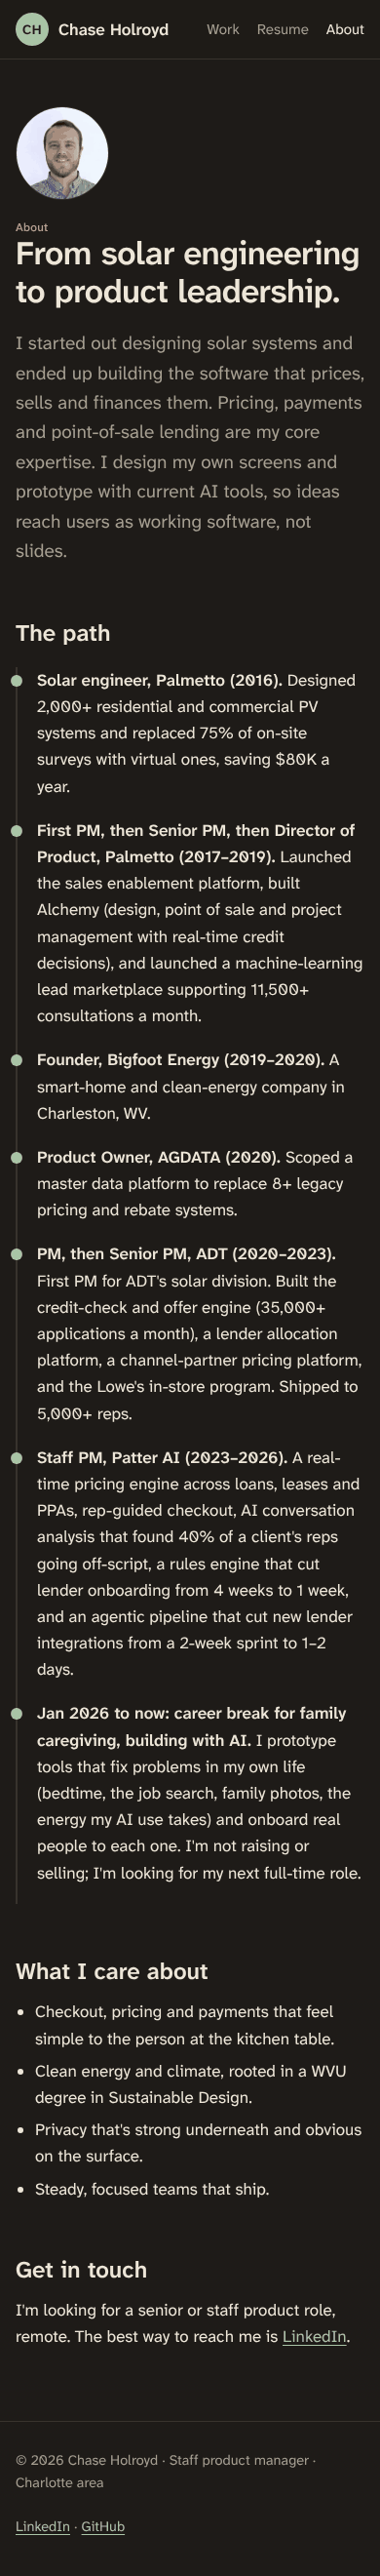 CH Chase Holroyd Work Resume About
About
From solar engineering
to product leadership.
I started out designing solar systems and
ended up building the software that prices,
sells and finances them. Pricing, payments
and point-of-sale lending are my core
expertise. I design my own screens and
prototype with current AI tools, so ideas
reach users as working software, not
slides.
The path
Solar engineer, Palmetto (2016). Designed
2,000+ residential and commercial PV
systems and replaced 75% of on-site
surveys with virtual ones, saving $80K a
year.
First PM, then Senior PM, then Director of
Product, Palmetto (2017–2019). Launched
the sales enablement platform, built
Alchemy (design, point of sale and project
management with real-time credit
decisions), and launched a machine-learning
lead marketplace supporting 11,500+
consultations a month.
Founder, Bigfoot Energy (2019–2020). A
smart-home and clean-energy company in
Charleston, WV.
Product Owner, AGDATA (2020). Scoped a
master data platform to replace 8+ legacy
pricing and rebate systems.
PM, then Senior PM, ADT (2020–2023).
First PM for ADT's solar division. Built the
credit-check and offer engine (35,000+
applications a month), a lender allocation
platform, a channel-partner pricing platform,
and the Lowe's in-store program. Shipped to
5,000+ reps.
Staff PM, Patter AI (2023–2026). A real-
time pricing engine across loans, leases and
PPAs, rep-guided checkout, AI conversation
analysis that found 40% of a client's reps
going off-script, a rules engine that cut
lender onboarding from 4 weeks to 1 week,
and an agentic pipeline that cut new lender
integrations from a 2-week sprint to 1–2
days.
Jan 2026 to now: career break for family
caregiving, building with AI. I prototype
tools that fix problems in my own life
(bedtime, the job search, family photos, the
energy my AI use takes) and onboard real
people to each one. I'm not raising or
selling; I'm looking for my next full-time role.
What I care about
Checkout, pricing and payments that feel
simple to the person at the kitchen table.
Clean energy and climate, rooted in a WVU
degree in Sustainable Design.
Privacy that's strong underneath and obvious
on the surface.
Steady, focused teams that ship.
Get in touch
I'm looking for a senior or staff product role,
remote. The best way to reach me is LinkedIn.
© 2026 Chase Holroyd · Staff product manager ·
Charlotte area
LinkedIn · GitHub